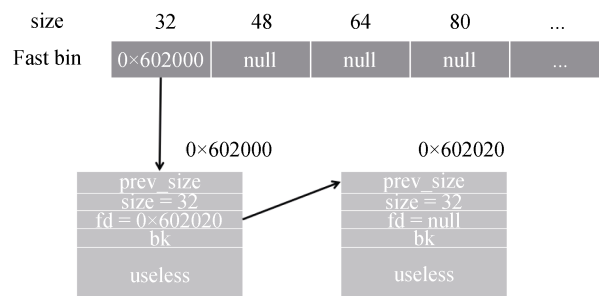 size 32 48 64 80 ...
Fast bin 0×602000 null null null ...
0×602000 0×602020
prev_size prev_size
size = 32 size = 32
fd = 0×602020 fd = null
bk bk
useless useless